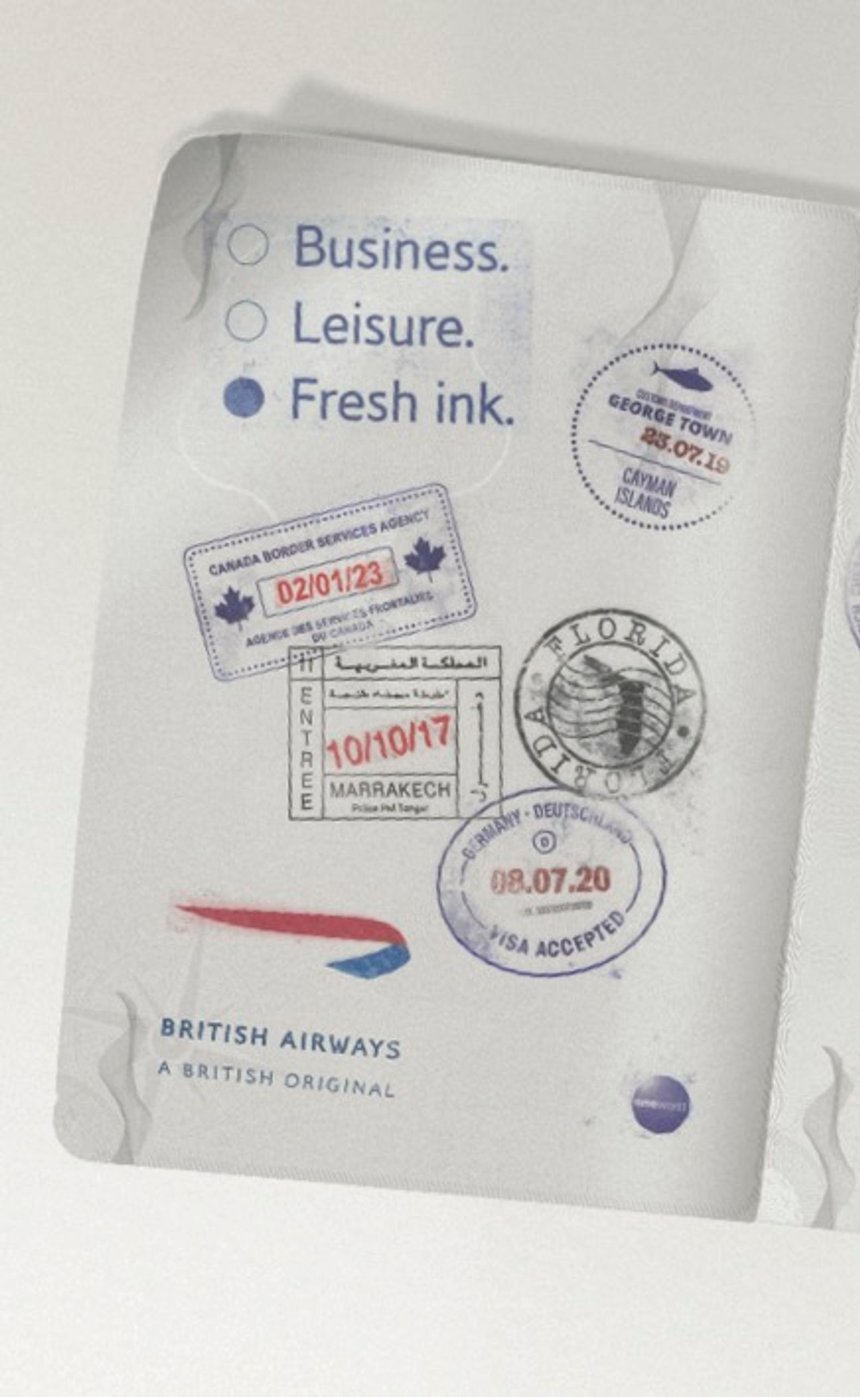 Business.
Leisure.
Fresh ink.
CUSTOMS DEPARTMENT
GEORGE TOWN
23.07.19
CAYMAN
ISLANDS
CANADA BORDER SERVICES AGENCY
02/01/23
AGENCE DES SERVICES FRONTALIERS
DU CANADA
المملكة المغربية
ENTREE
10/10/17
MARRAKECH
FLORIDA • FLORIDA
GERMANY - DEUTSCHLAND
08.07.20
VISA ACCEPTED
BRITISH AIRWAYS
A BRITISH ORIGINAL
oneworld